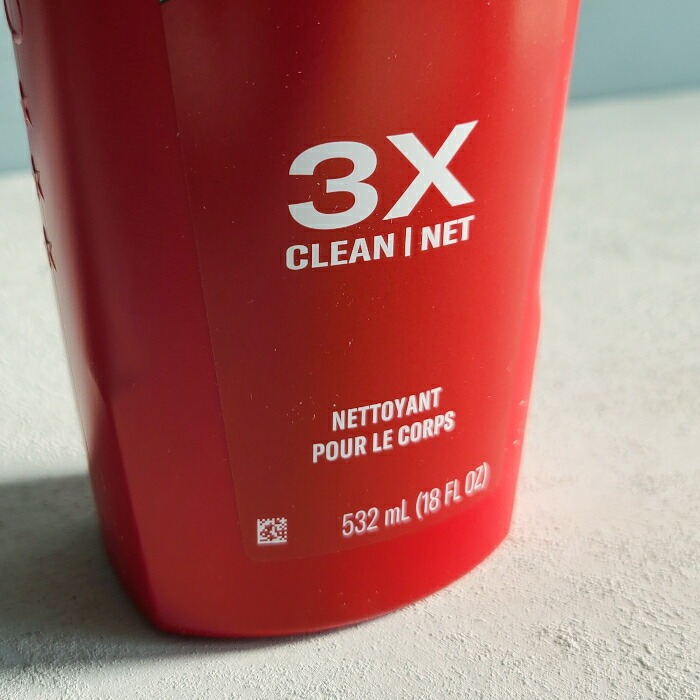 3X
CLEAN | NET
NETTOYANT
POUR LE CORPS
532 mL (18 FL OZ)